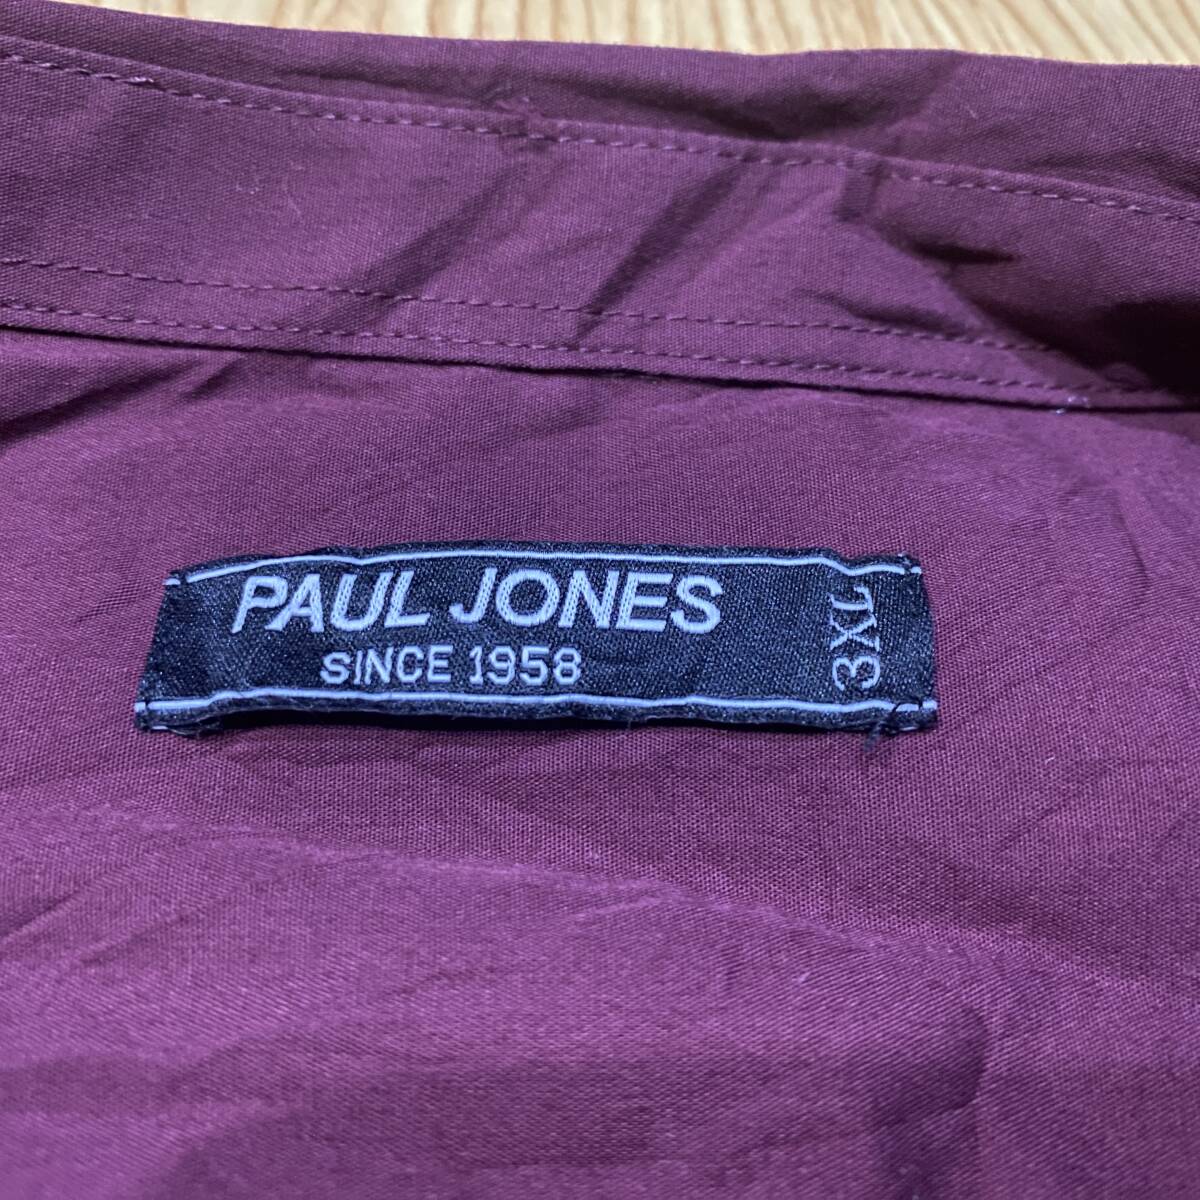 PAUL JONES
SINCE 1958
3XL